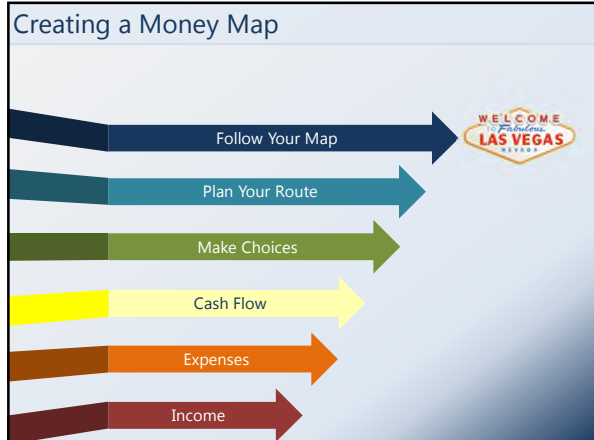 Creating a Money Map
Follow Your Map
WELCOME
TO Fabulous
LAS VEGAS
NEVADA
Plan Your Route
Make Choices
Cash Flow
Expenses
Income